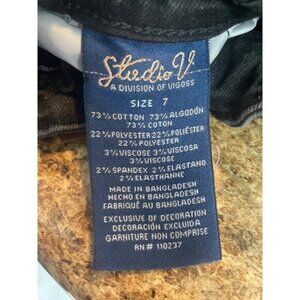 Studio V
A DIVISION OF VIGOSS
SIZE 7
73% COTTON 73% ALGODÓN
73% COTON
22% POLYESTER 22% POLIÉSTER
22% POLYESTER
3% VISCOSE 3% VISCOSA
3% VISCOSE
2% SPANDEX 2% ELASTANO
2% ELASTHANNE
MADE IN BANGLADESH
HECHO EN BANGLADESH
FABRIQUÉ AU BANGLADESH
EXCLUSIVE OF DECORATION
DECORACIÓN EXCLUIDA
GARNITURE NON COMPRISE
RN# 110237